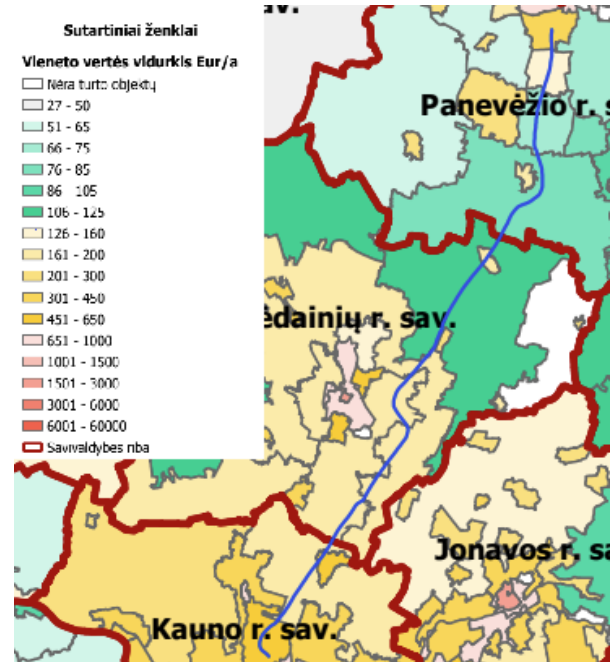 Sutartiniai ženklai
Vieneto vertės vidurkis Eur/a
Nėra turto objektų
27 - 50
51 - 65
66 - 75
76 - 85
86 - 105
106 - 125
126 - 160
161 - 200
201 - 300
301 - 450
451 - 650
651 - 1000
1001 - 1500
1501 - 3000
3001 - 6000
6001 - 60000
Savivaldybės riba
av.
Panevėžio r. s
ėdainių r. sav.
Jonavos r. sa
Kauno r. sav.